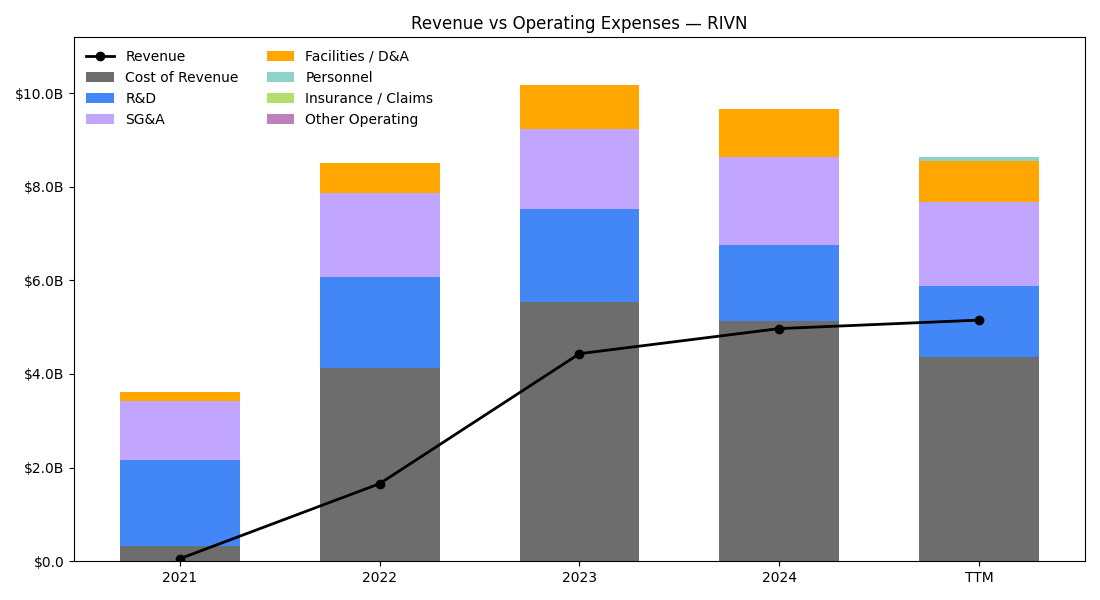 Revenue vs Operating Expenses — RIVN
Revenue
Cost of Revenue
R&D
SG&A
Facilities / D&A
Personnel
Insurance / Claims
Other Operating
$10.0B
$8.0B
$6.0B
$4.0B
$2.0B
$0.0
2021 2022 2023 2024 TTM